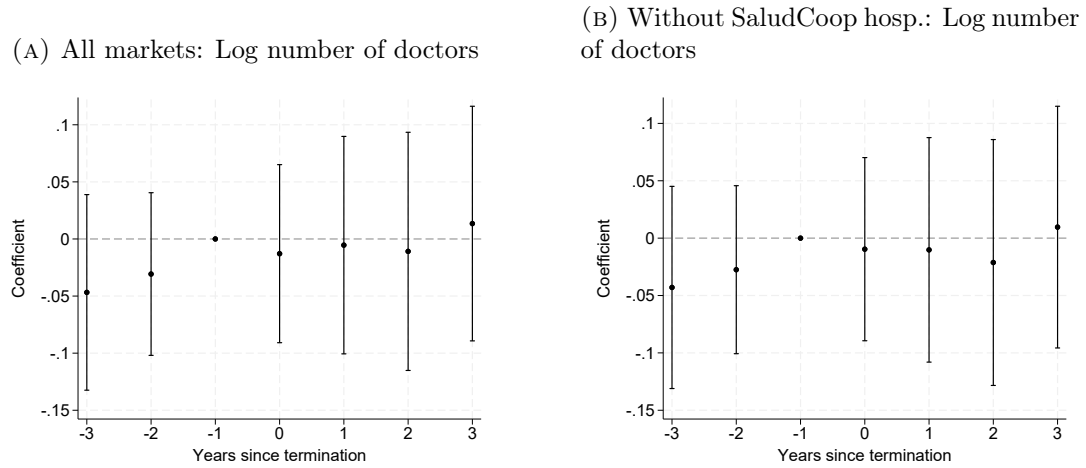 (A) All markets: Log number of doctors
.1
.05
0
-.05
-.1
-.15
Coefficient
-3 -2 -1 0 1 2 3
Years since termination
(B) Without SaludCoop hosp.: Log number
of doctors
.1
.05
0
-.05
-.1
-.15
Coefficient
-3 -2 -1 0 1 2 3
Years since termination